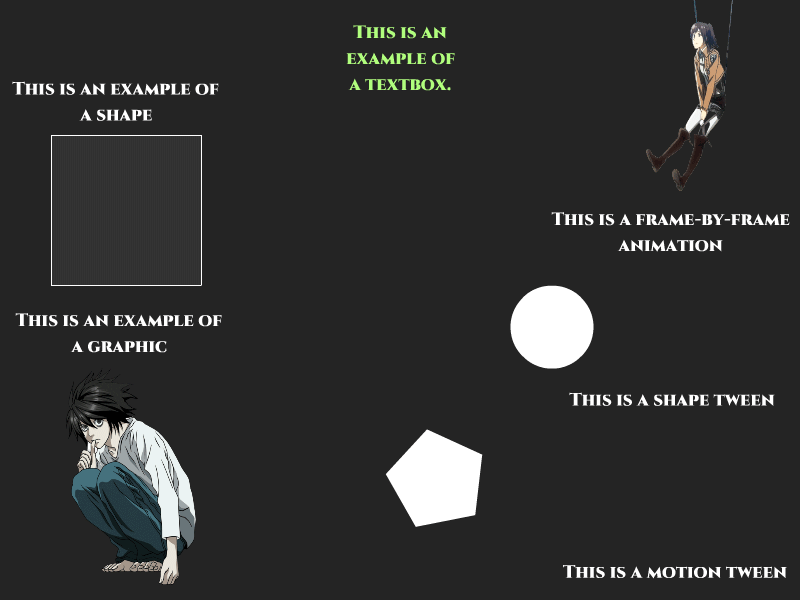 This is an
example of
a textbox.
This is an example of
a shape
This is a frame-by-frame
animation
This is an example of
a graphic
This is a shape tween
This is a motion tween